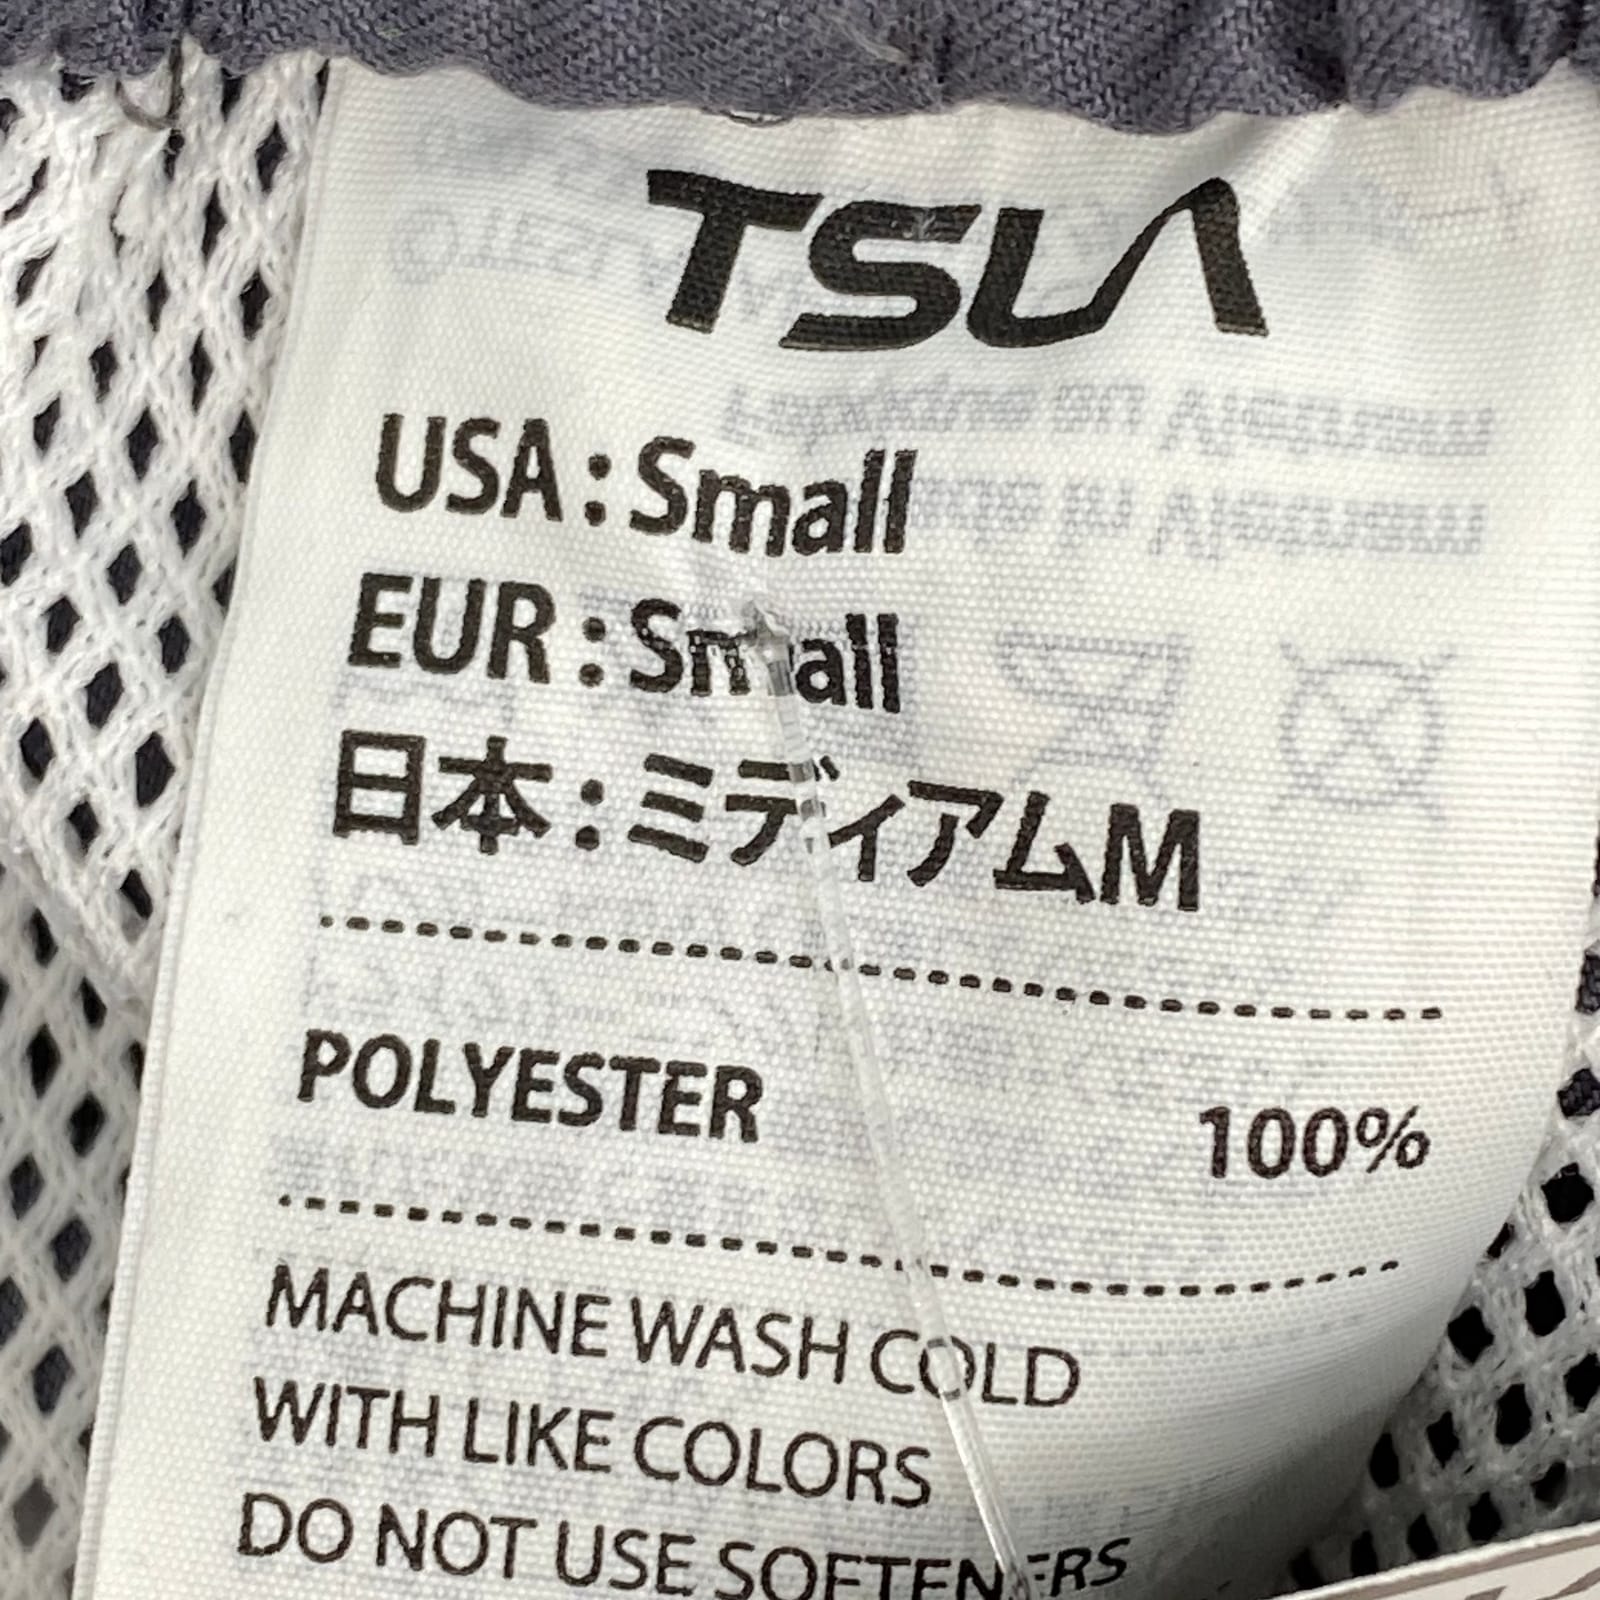 TSLA
USA : Small
EUR : Small
日本 : ミディアムM
POLYESTER 100%
MACHINE WASH COLD
WITH LIKE COLORS
DO NOT USE SOFTENERS